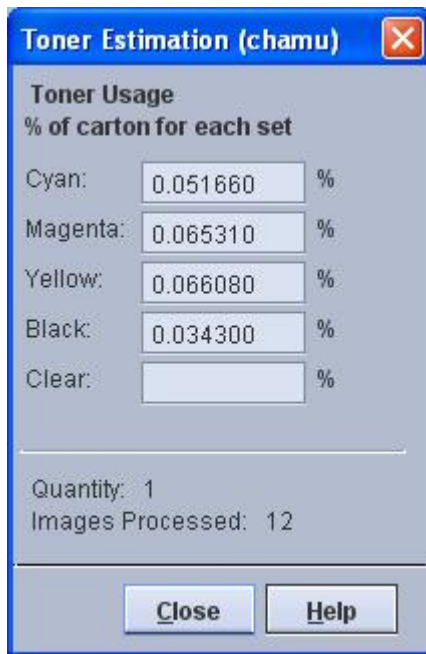 Toner Estimation (chamu)
Toner Usage
% of carton for each set
Cyan: 0.051660 %
Magenta: 0.065310 %
Yellow: 0.066080 %
Black: 0.034300 %
Clear: %
Quantity: 1
Images Processed: 12
Close Help